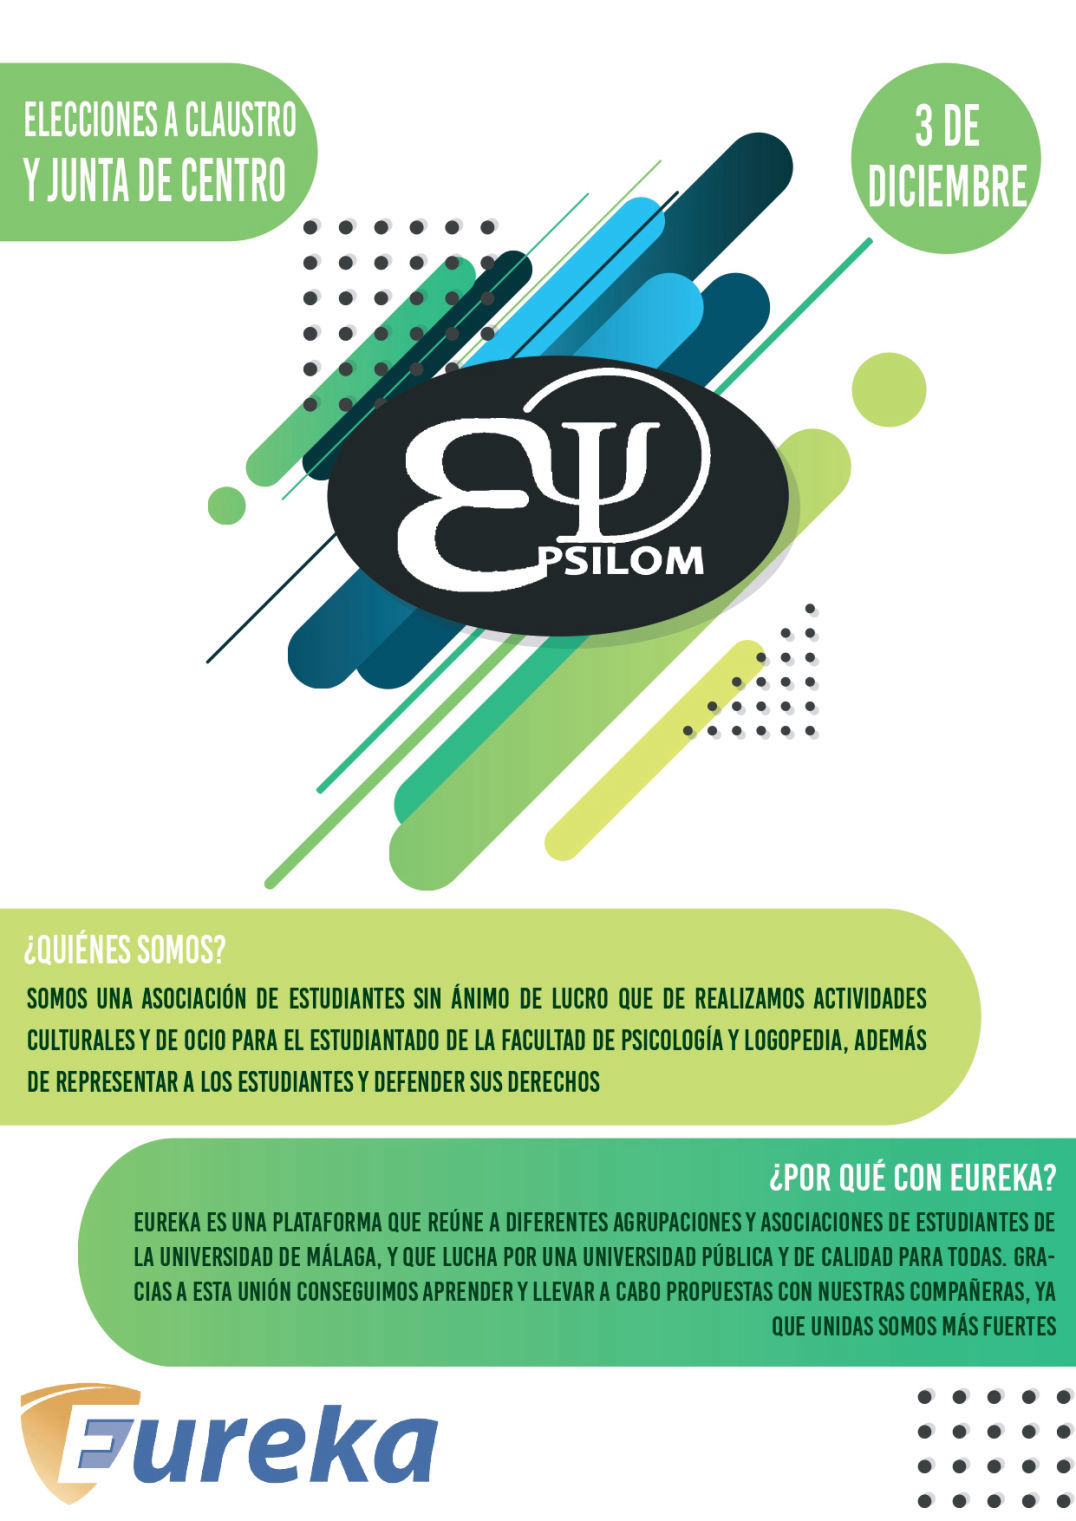 ELECCIONES A CLAUSTRO
Y JUNTA DE CENTRO
3 DE
DICIEMBRE
ΕΨ
PSILOM
¿QUIÉNES SOMOS?
SOMOS UNA ASOCIACIÓN DE ESTUDIANTES SIN ÁNIMO DE LUCRO QUE DE REALIZAMOS ACTIVIDADES
CULTURALES Y DE OCIO PARA EL ESTUDIANTADO DE LA FACULTAD DE PSICOLOGÍA Y LOGOPEDIA, ADEMÁS
DE REPRESENTAR A LOS ESTUDIANTES Y DEFENDER SUS DERECHOS
¿POR QUÉ CON EUREKA?
EUREKA ES UNA PLATAFORMA QUE REÚNE A DIFERENTES AGRUPACIONES Y ASOCIACIONES DE ESTUDIANTES DE
LA UNIVERSIDAD DE MÁLAGA, Y QUE LUCHA POR UNA UNIVERSIDAD PÚBLICA Y DE CALIDAD PARA TODAS. GRA-
CIAS A ESTA UNIÓN CONSEGUIMOS APRENDER Y LLEVAR A CABO PROPUESTAS CON NUESTRAS COMPAÑERAS, YA
QUE UNIDAS SOMOS MÁS FUERTES
Eureka